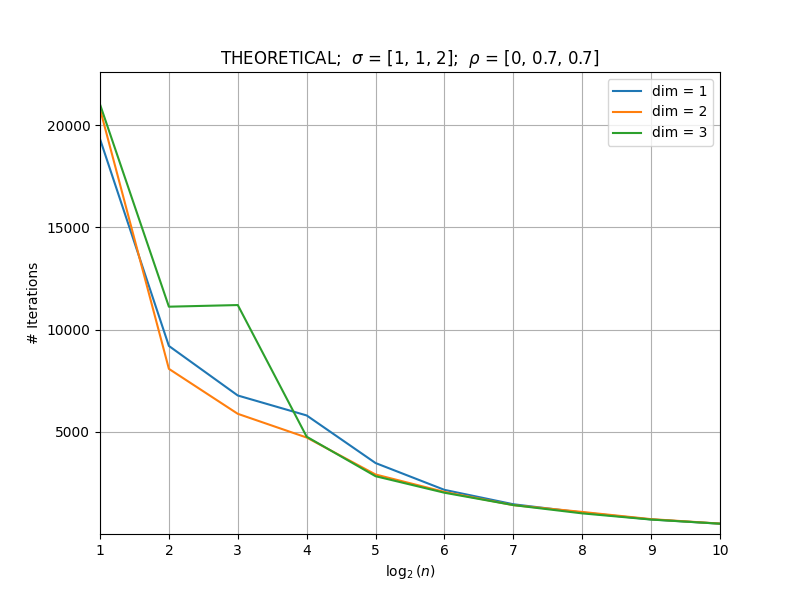 THEORETICAL;  σ = [1, 1, 2];  ρ = [0, 0.7, 0.7]
dim = 1
dim = 2
dim = 3
# Iterations
20000
15000
10000
5000
1 2 3 4 5 6 7 8 9 10
log₂(n)